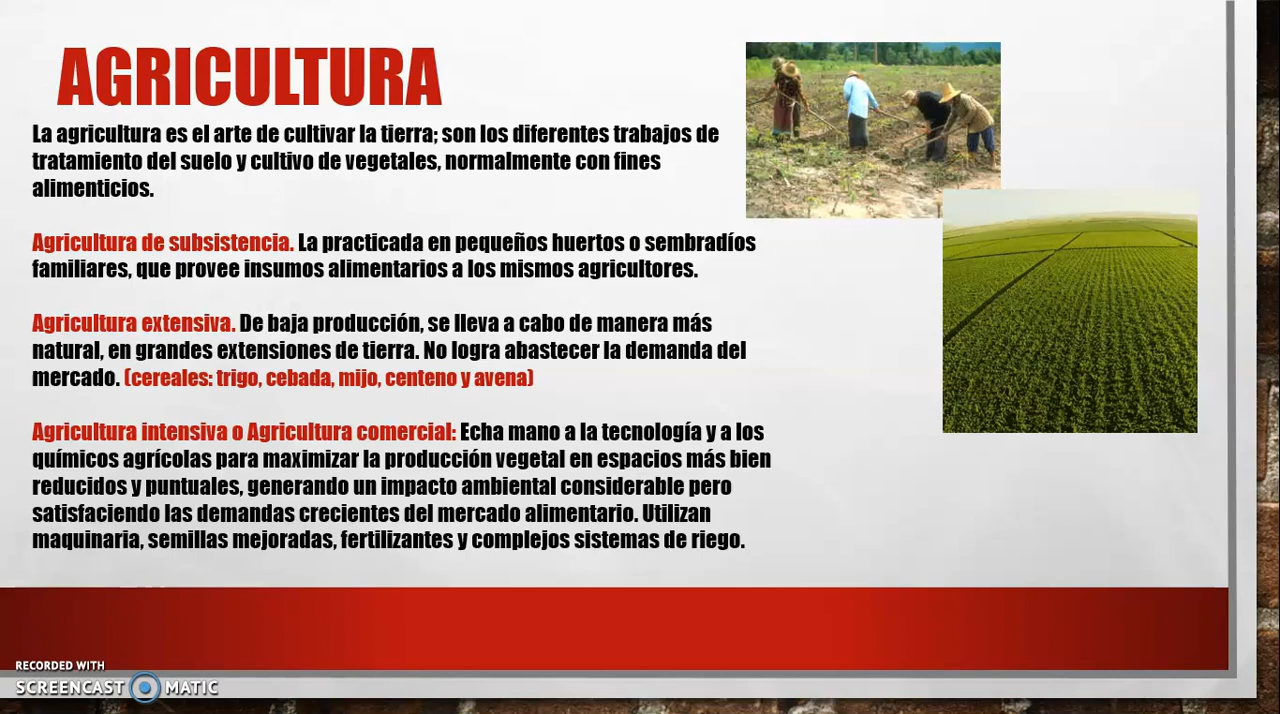 AGRICULTURA
La agricultura es el arte de cultivar la tierra; son los diferentes trabajos de
tratamiento del suelo y cultivo de vegetales, normalmente con fines
alimenticios.
Agricultura de subsistencia. La practicada en pequeños huertos o sembradíos
familiares, que provee insumos alimentarios a los mismos agricultores.
Agricultura extensiva. De baja producción, se lleva a cabo de manera más
natural, en grandes extensiones de tierra. No logra abastecer la demanda del
mercado. (cereales: trigo, cebada, mijo, centeno y avena)
Agricultura intensiva o Agricultura comercial: Echa mano a la tecnología y a los
químicos agrícolas para maximizar la producción vegetal en espacios más bien
reducidos y puntuales, generando un impacto ambiental considerable pero
satisfaciendo las demandas crecientes del mercado alimentario. Utilizan
maquinaria, semillas mejoradas, fertilizantes y complejos sistemas de riego.
RECORDED WITH
SCREENCAST MATIC